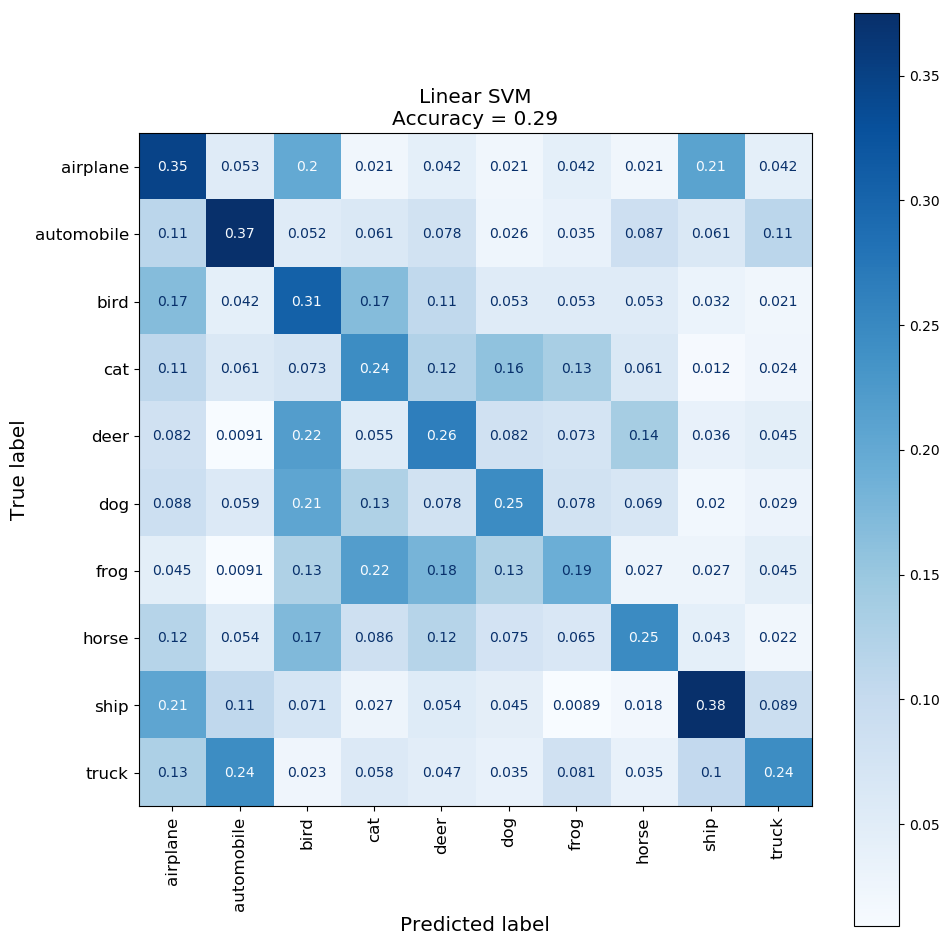 Linear SVM
Accuracy = 0.29
True label
airplane 0.35 0.053 0.2 0.021 0.042 0.021 0.042 0.021 0.21 0.042
automobile 0.11 0.37 0.052 0.061 0.078 0.026 0.035 0.087 0.061 0.11
bird 0.17 0.042 0.31 0.17 0.11 0.053 0.053 0.053 0.032 0.021
cat 0.11 0.061 0.073 0.24 0.12 0.16 0.13 0.061 0.012 0.024
deer 0.082 0.0091 0.22 0.055 0.26 0.082 0.073 0.14 0.036 0.045
dog 0.088 0.059 0.21 0.13 0.078 0.25 0.078 0.069 0.02 0.029
frog 0.045 0.0091 0.13 0.22 0.18 0.13 0.19 0.027 0.027 0.045
horse 0.12 0.054 0.17 0.086 0.12 0.075 0.065 0.25 0.043 0.022
ship 0.21 0.11 0.071 0.027 0.054 0.045 0.0089 0.018 0.38 0.089
truck 0.13 0.24 0.023 0.058 0.047 0.035 0.081 0.035 0.1 0.24
airplane automobile bird cat deer dog frog horse ship truck
Predicted label
0.35
0.30
0.25
0.20
0.15
0.10
0.05